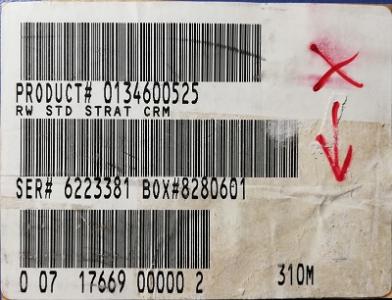 PRODUCT# 0134600525
RW STD STRAT CRM
SER# 6223381 BOX#8280601
0 07 17669 00000 2 310M